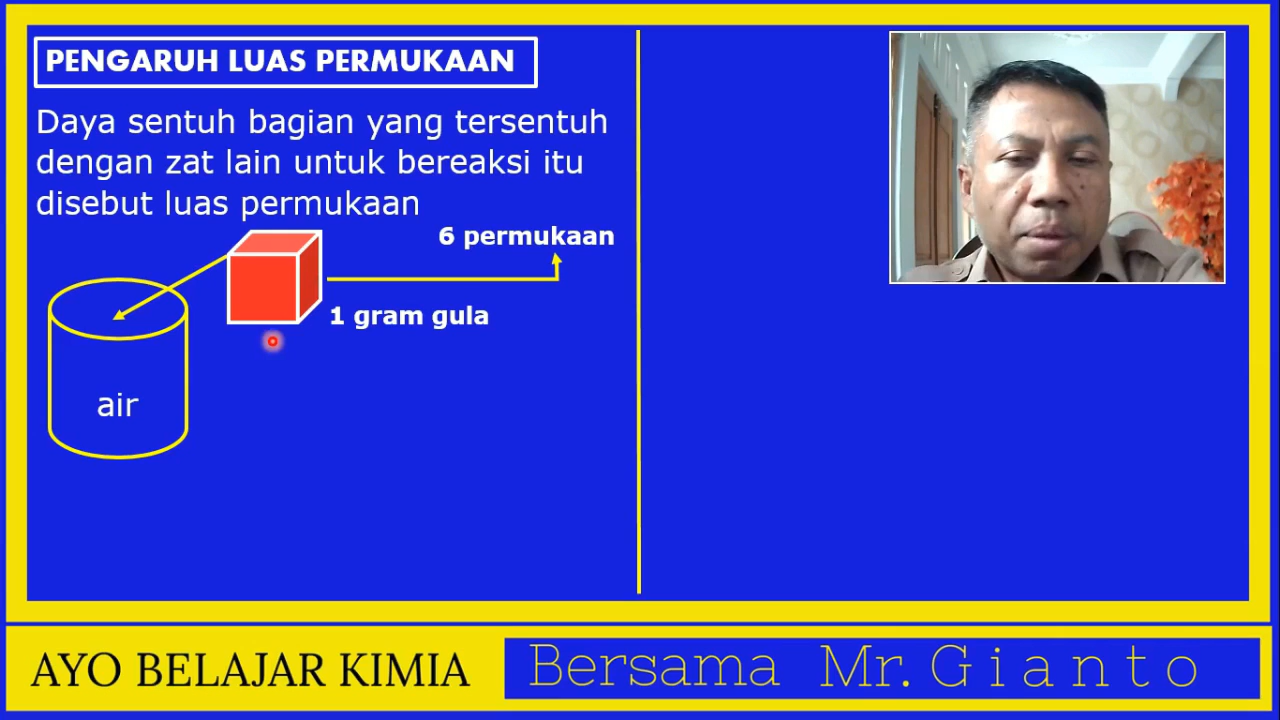 PENGARUH LUAS PERMUKAAN
Daya sentuh bagian yang tersentuh
dengan zat lain untuk bereaksi itu
disebut luas permukaan
6 permukaan
1 gram gula
air
AYO BELAJAR KIMIA
Bersama Mr. Gianto